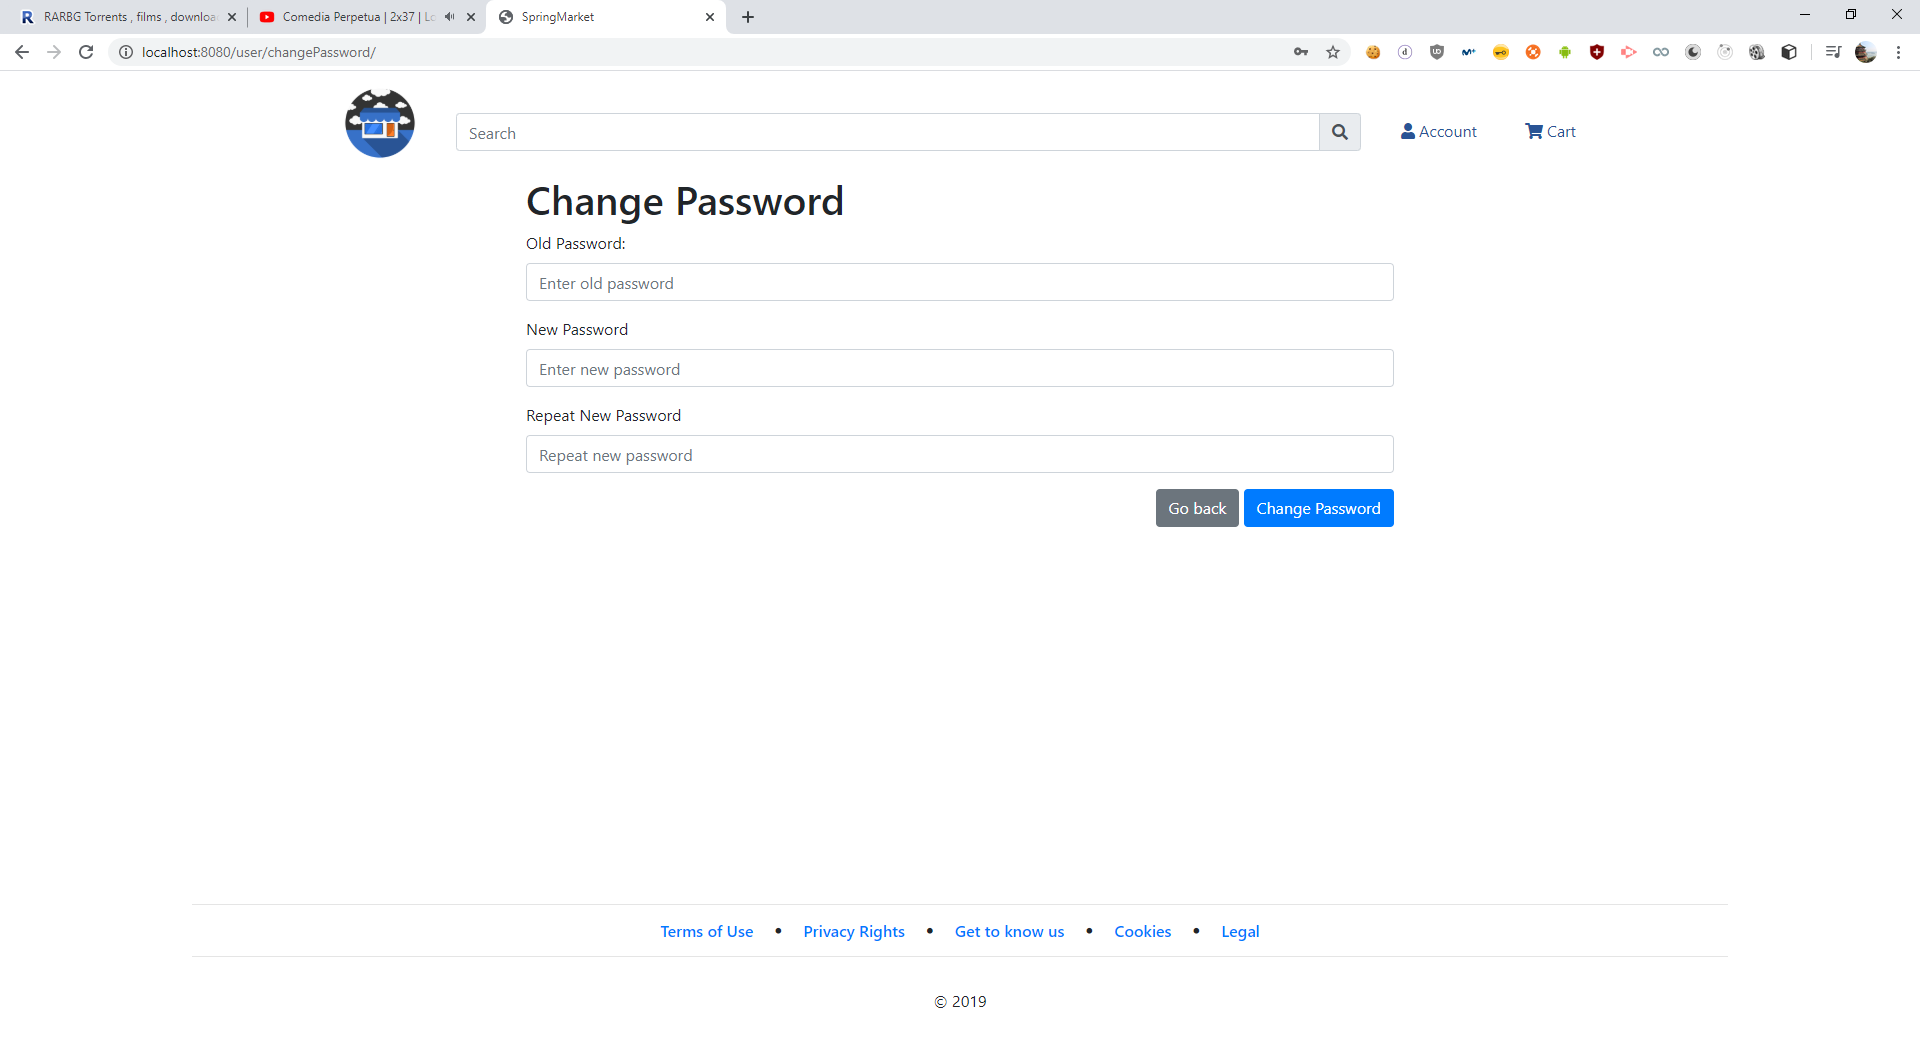 RARBG Torrents , films , downloa
Comedia Perpetua | 2x37 | Lo
SpringMarket
localhost:8080/user/changePassword/
Search
Account
Cart
Change Password
Old Password:
Enter old password
New Password
Enter new password
Repeat New Password
Repeat new password
Go back
Change Password
Terms of Use • Privacy Rights • Get to know us • Cookies • Legal
© 2019